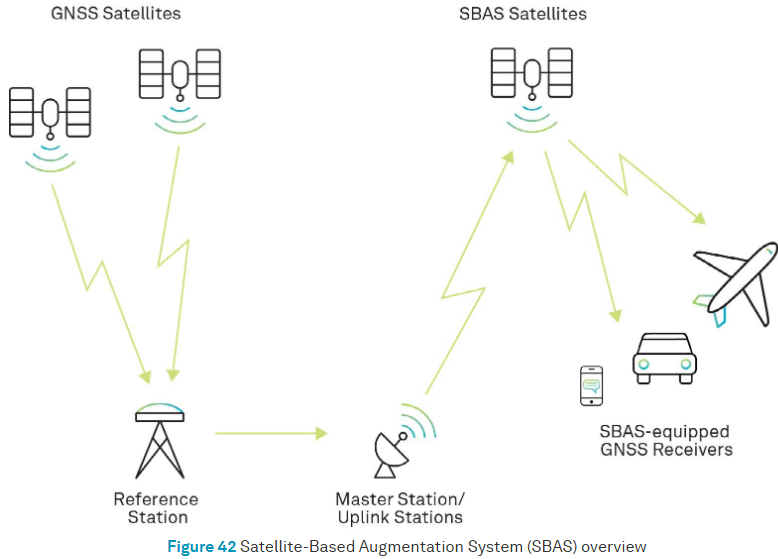 GNSS Satellites
SBAS Satellites
SBAS-equipped
GNSS Receivers
Reference
Station
Master Station/
Uplink Stations
Figure 42 Satellite-Based Augmentation System (SBAS) overview